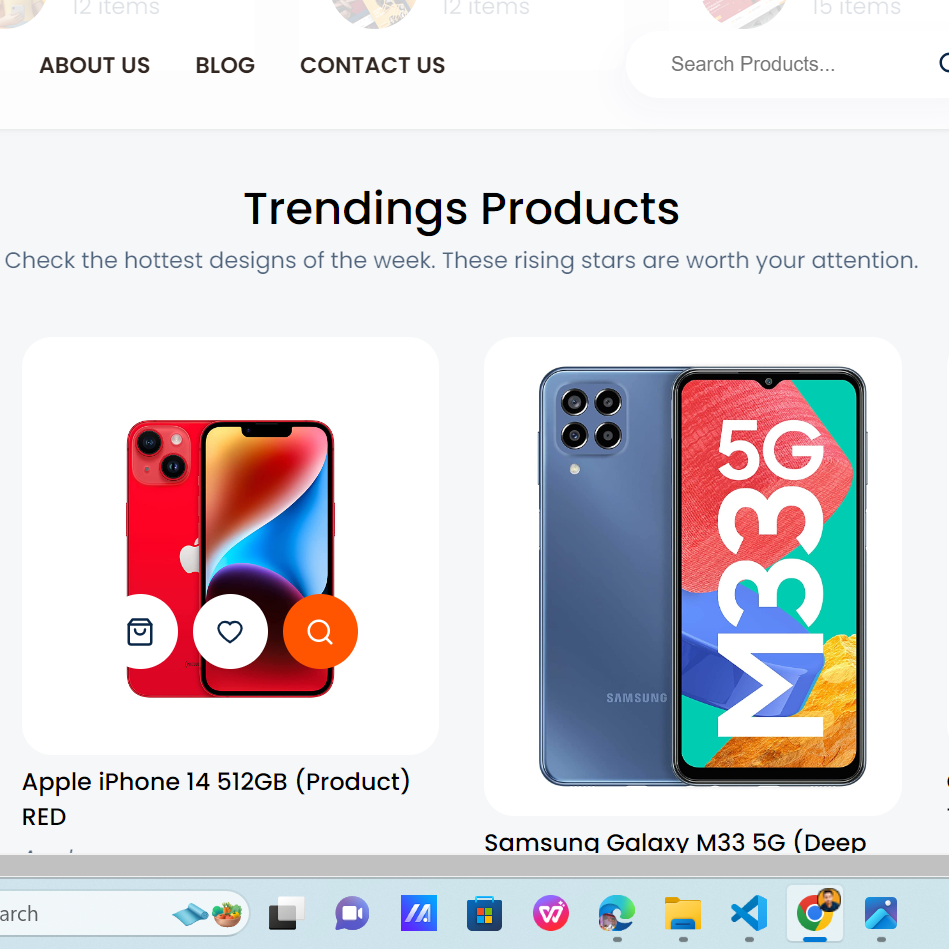 12 items
12 items
15 items
ABOUT US
BLOG
CONTACT US
Search Products...
Trendings Products
Check the hottest designs of the week. These rising stars are worth your attention.
5G
M33
SAMSUNG
Apple iPhone 14 512GB (Product)
RED
Samsung Galaxy M33 5G (Deep
arch